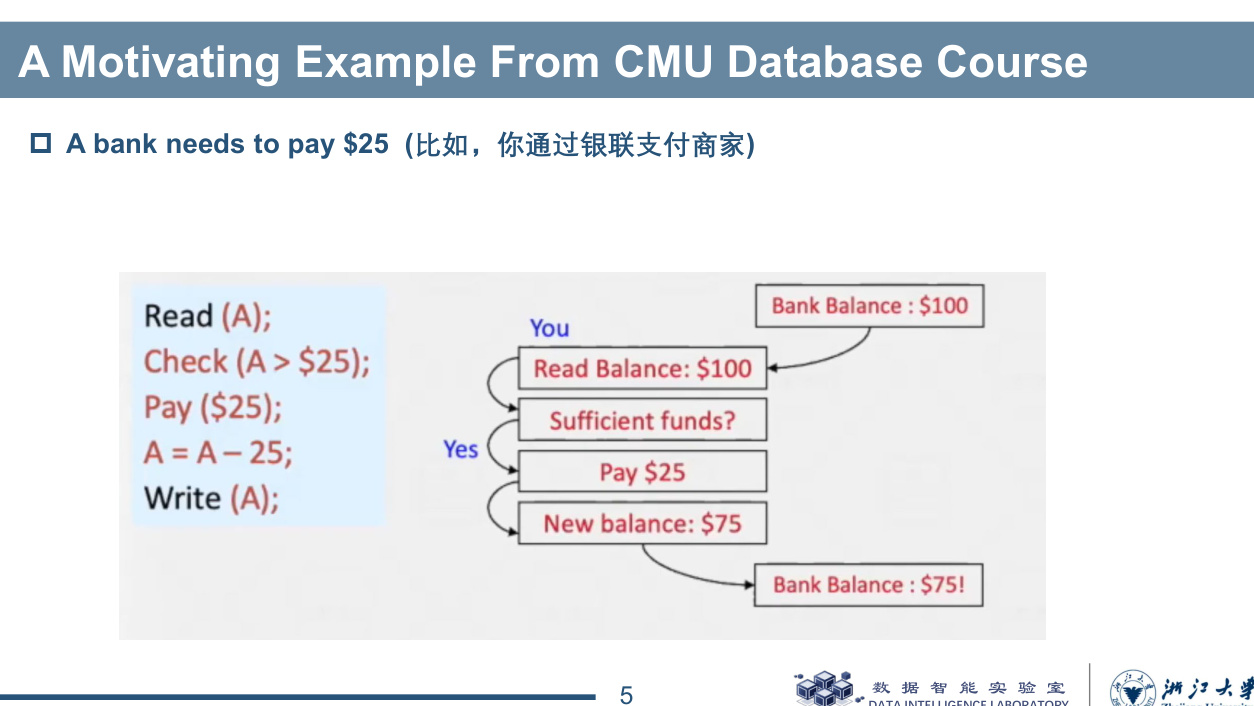 A Motivating Example From CMU Database Course
A bank needs to pay $25 (比如，你通过银联支付商家)
Read (A);
Check (A > $25);
Pay ($25);
A = A – 25;
Write (A);
Bank Balance : $100
You
Read Balance: $100
Sufficient funds?
Yes
Pay $25
New balance: $75
Bank Balance : $75!
5
数据智能实验室
DATA INTELLIGENCE LABORATORY
浙江大学